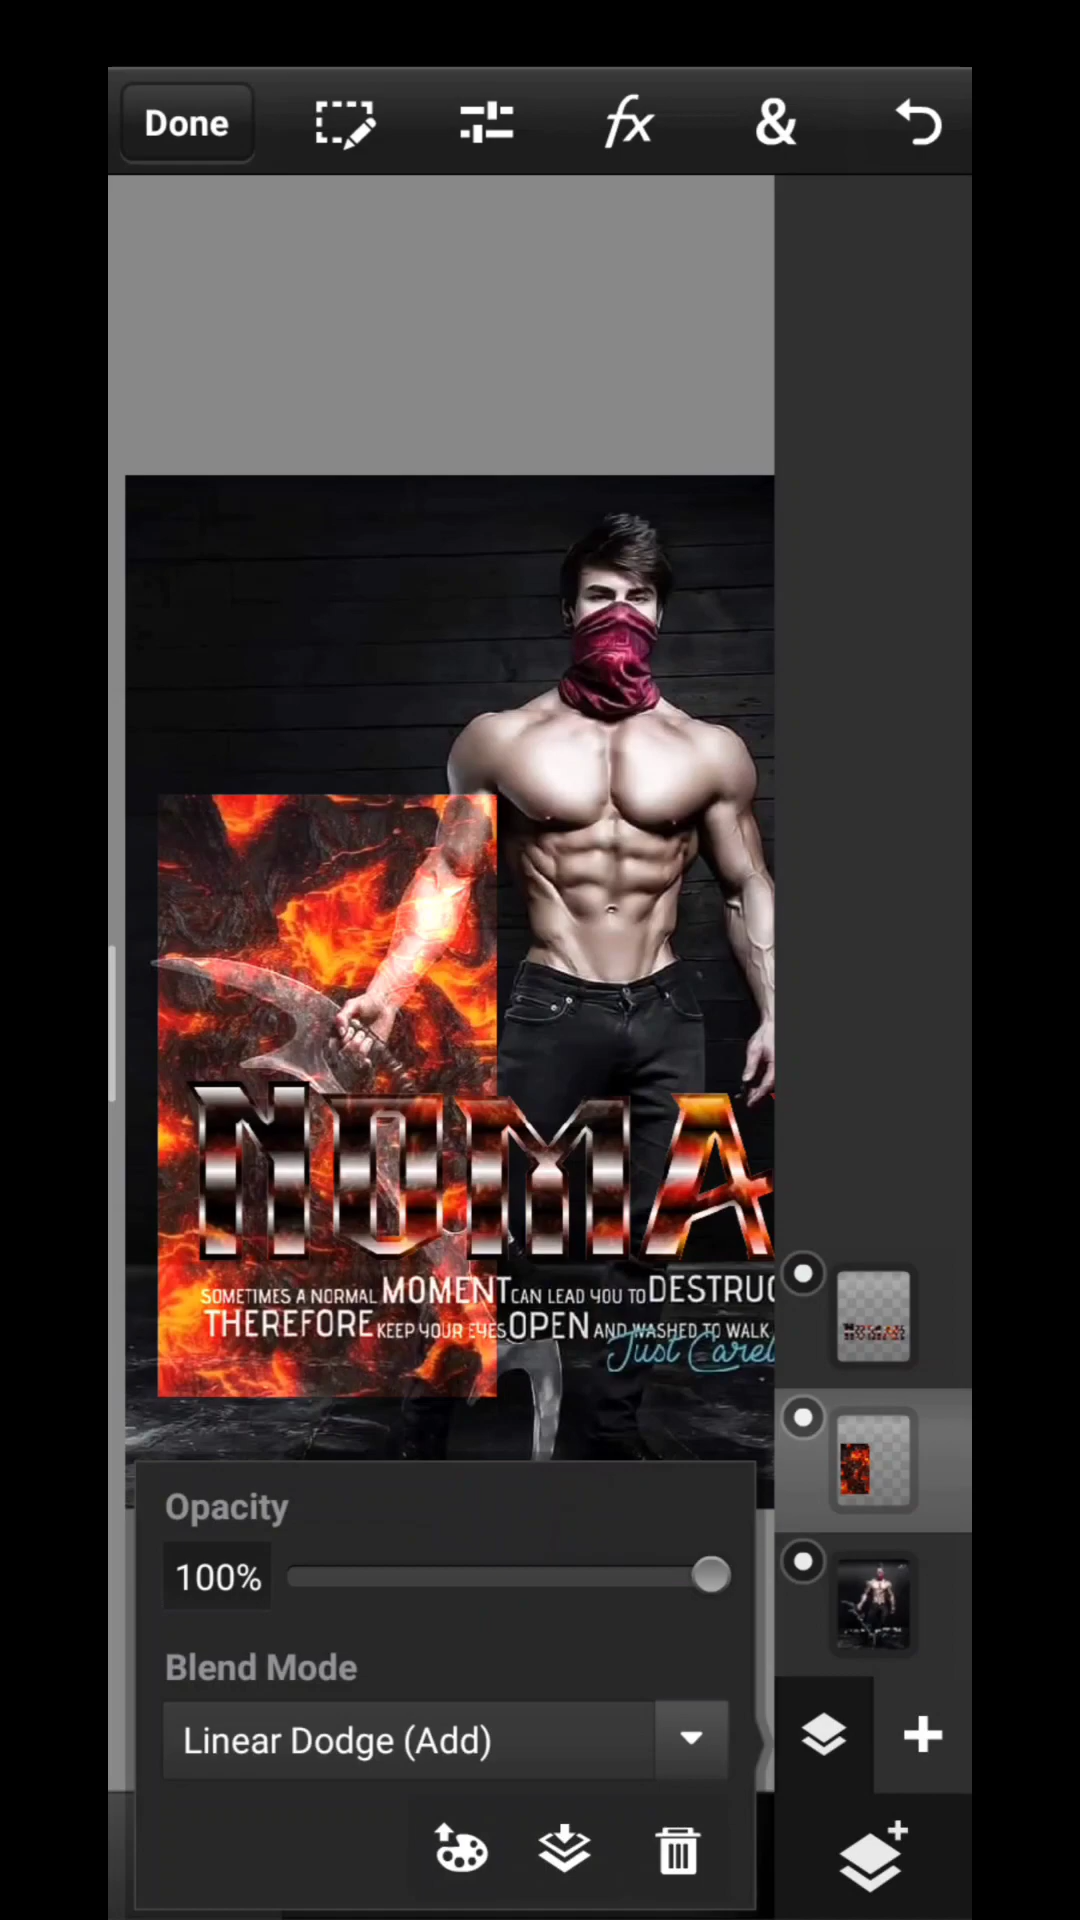 Done fx &
NOMA
SOMETIMES A NORMAL MOMENT CAN LEAD YOU TO DESTRUC
THEREFORE KEEP YOUR EYES OPEN AND WASHED TO WALK
Just Carel
Opacity
100%
Blend Mode
Linear Dodge (Add)